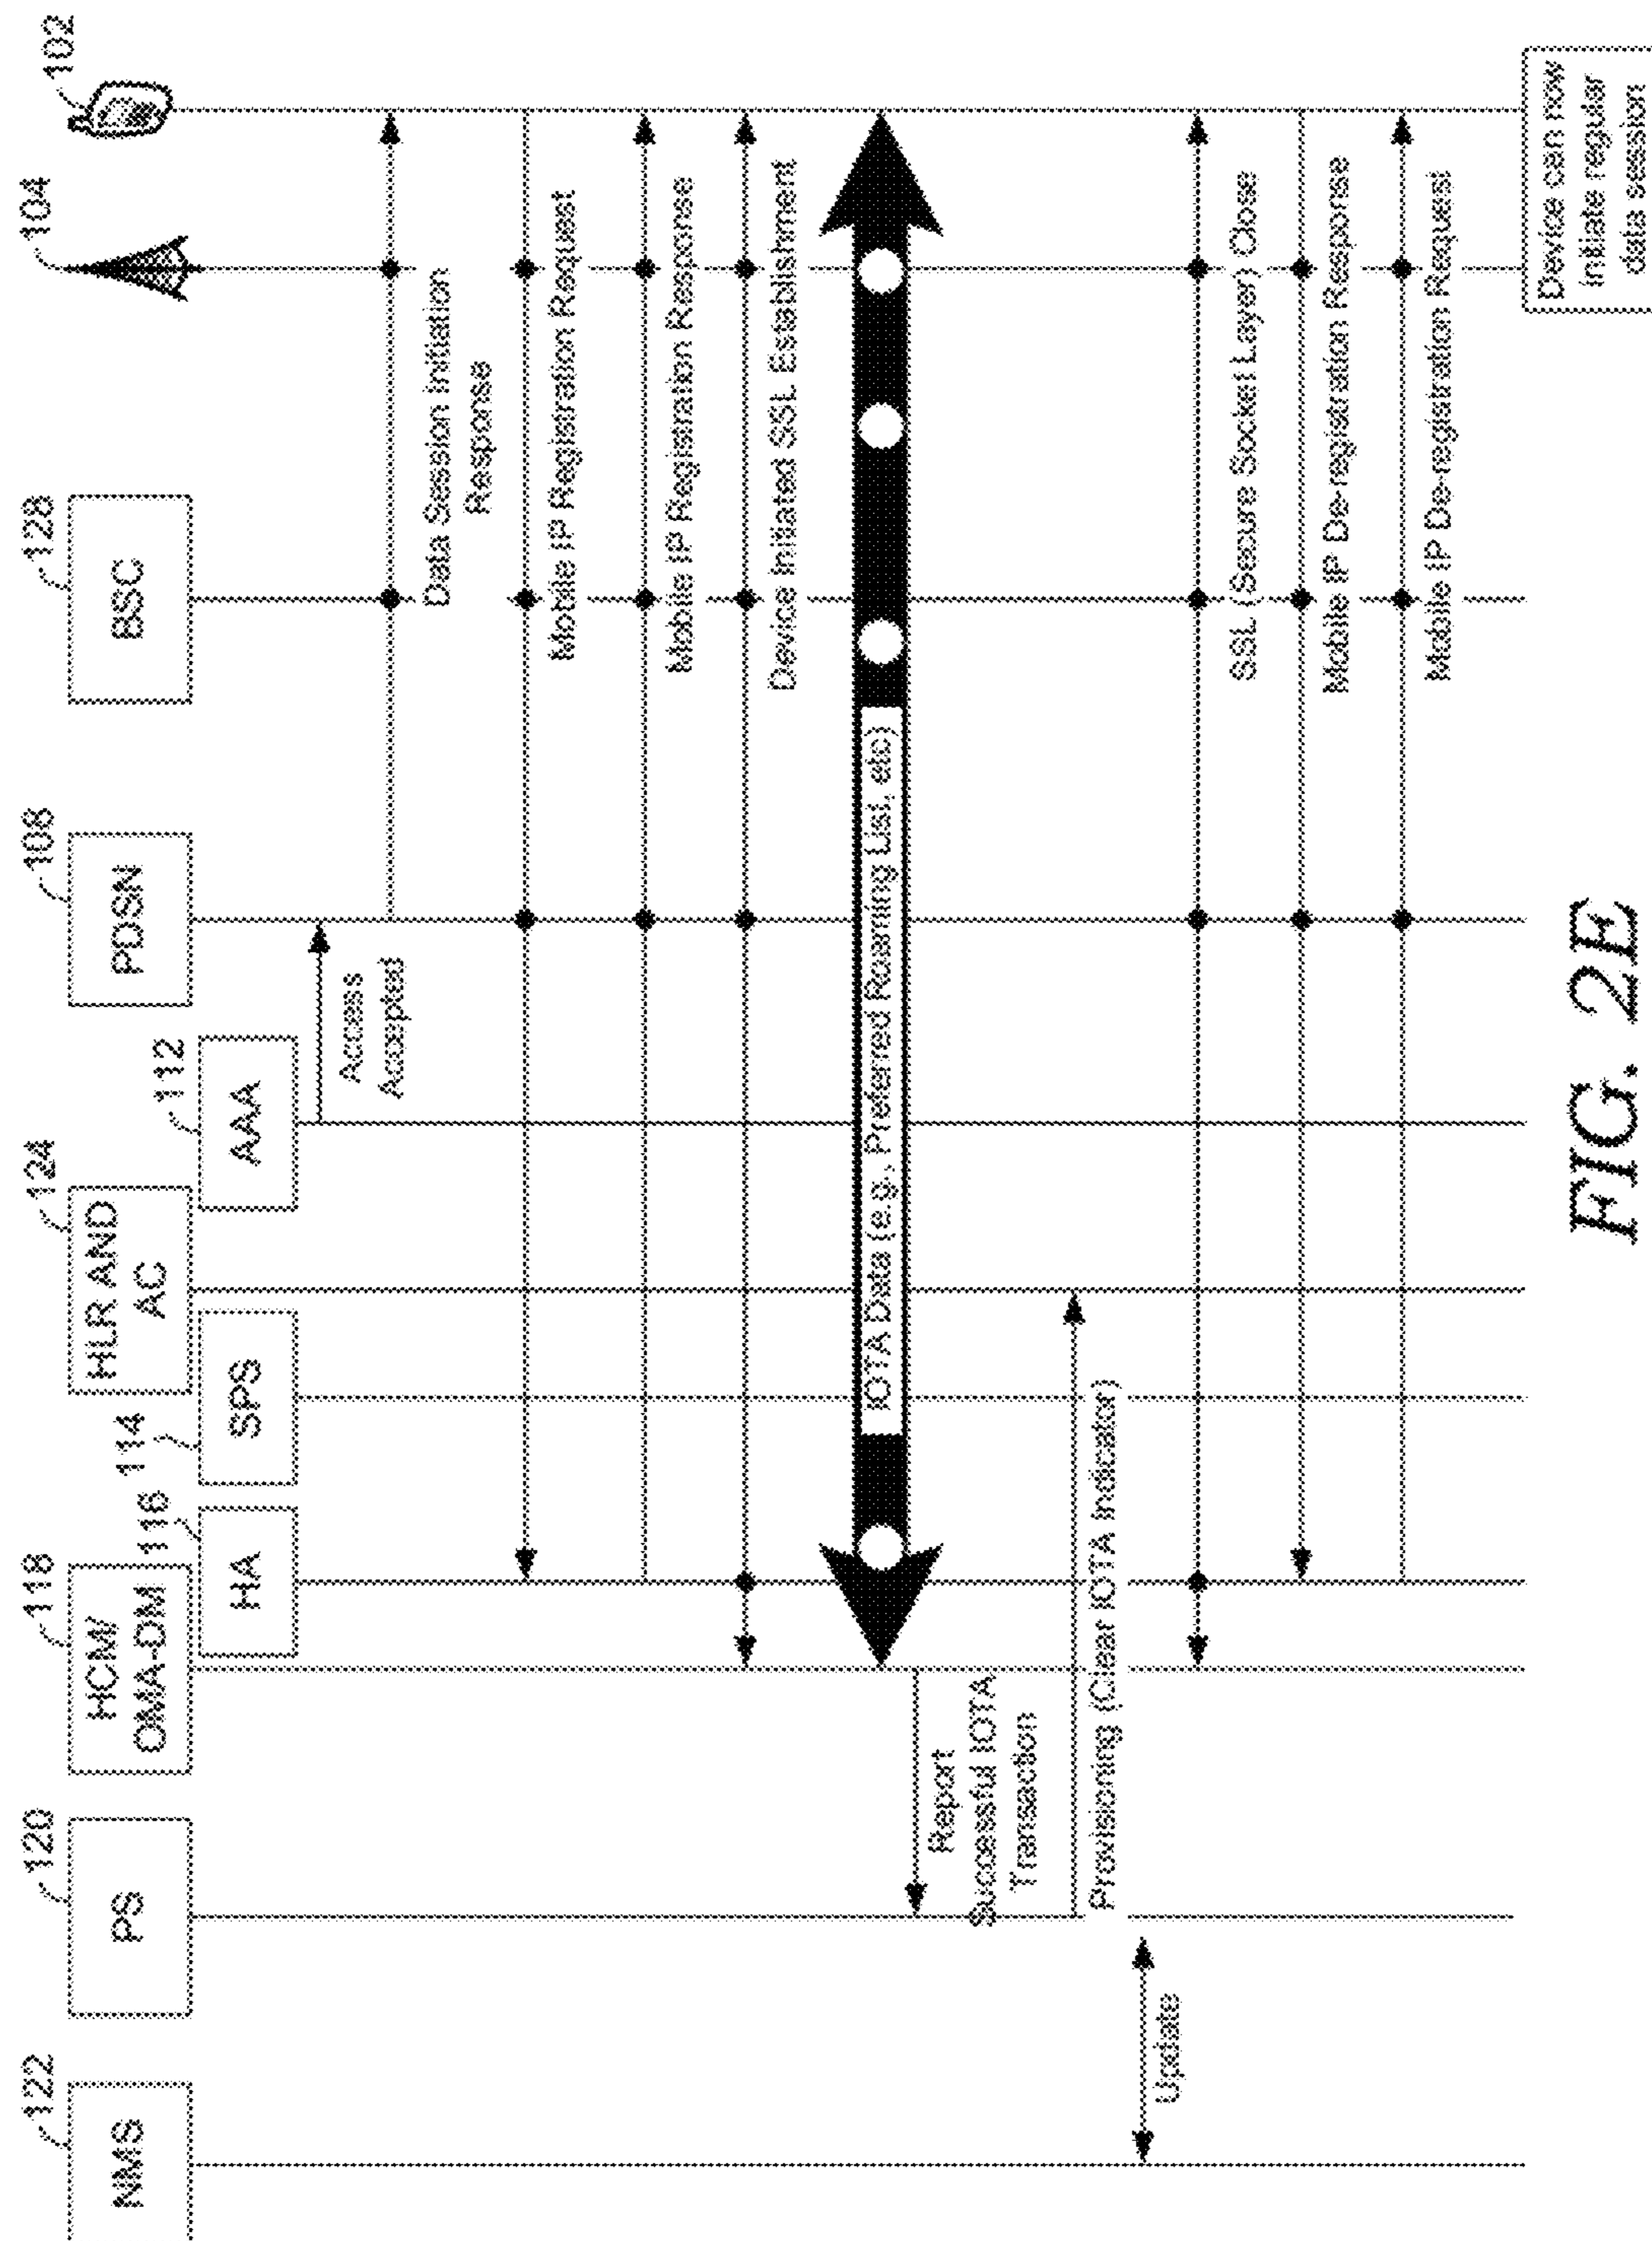 122
NMS
120
PS
118
HCM/
OMA-DM
116
HA
114
SPS
124
HLR AND
AC
112
AAA
108
PDSN
128
BSC
104
102
Access
Accepted
Data Session Initiation
Response
Mobile IP Registration Request
Mobile IP Registration Response
Device Initiated SSL Establishment
IOTA Data (e.g., Preferred Roaming List, etc)
Report
Successful IOTA
Transaction
Provisioning (Clear IOTA Indicator)
Update
SSL (Secure Socket Layer) Close
Mobile IP De-registration Response
Mobile IP De-registration Request
Device can now
initiate regular
data session
FIG. 2E